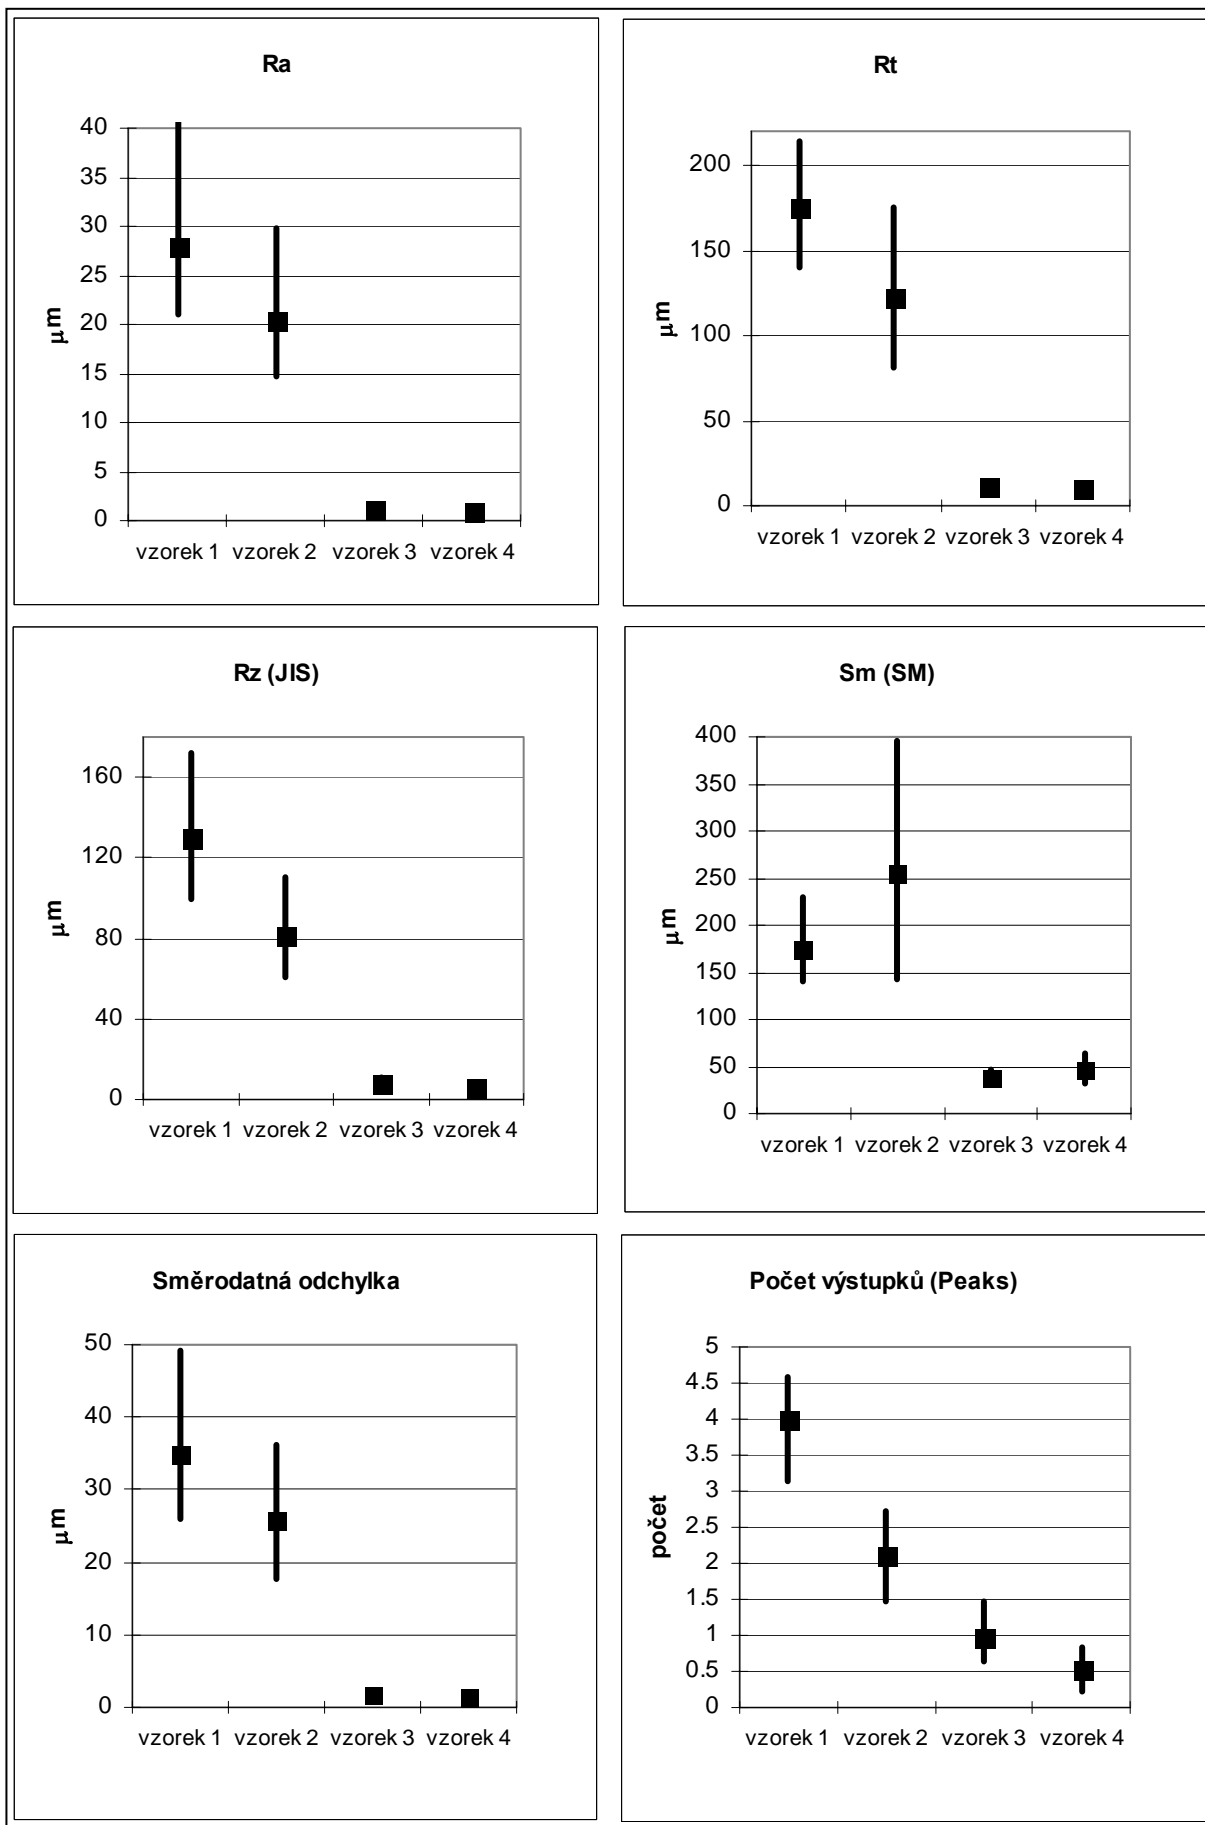 Ra
40
35
30
25
20
15
10
5
0
μm
vzorek 1 vzorek 2 vzorek 3 vzorek 4
Rt
200
150
100
50
0
μm
vzorek 1 vzorek 2 vzorek 3 vzorek 4
Rz (JIS)
160
120
80
40
0
μm
vzorek 1 vzorek 2 vzorek 3 vzorek 4
Sm (SM)
400
350
300
250
200
150
100
50
0
μm
vzorek 1 vzorek 2 vzorek 3 vzorek 4
Směrodatná odchylka
50
40
30
20
10
0
μm
vzorek 1 vzorek 2 vzorek 3 vzorek 4
Počet výstupků (Peaks)
5
4.5
4
3.5
3
2.5
2
1.5
1
0.5
0
počet
vzorek 1 vzorek 2 vzorek 3 vzorek 4